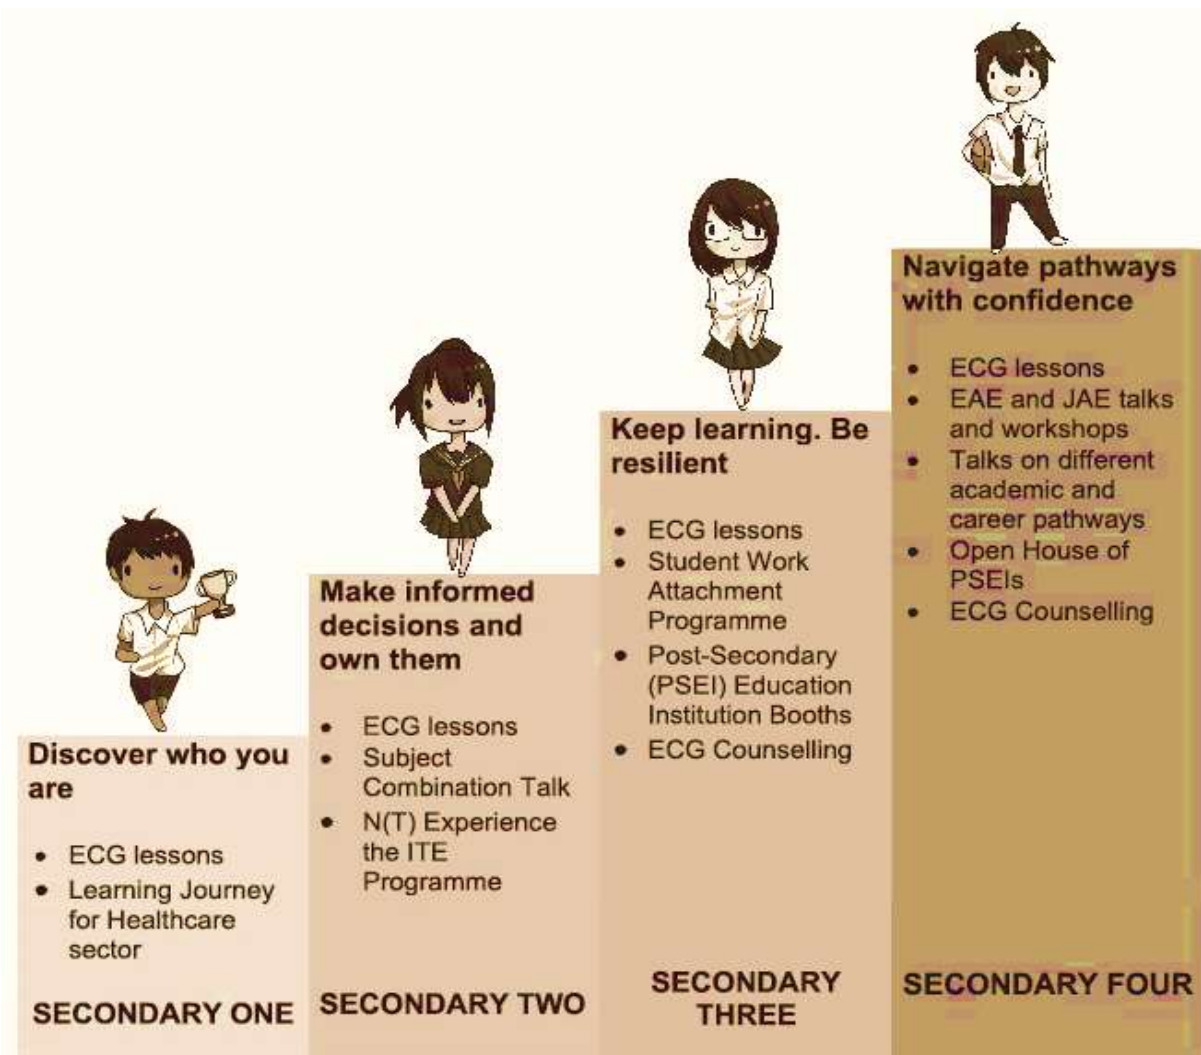 Discover who you
are
• ECG lessons
• Learning Journey
for Healthcare
sector
SECONDARY ONE
Make informed
decisions and
own them
• ECG lessons
• Subject
Combination Talk
• N(T) Experience
the ITE
Programme
SECONDARY TWO
Keep learning. Be
resilient
• ECG lessons
• Student Work
Attachment
Programme
• Post-Secondary
(PSEI) Education
Institution Booths
• ECG Counselling
SECONDARY
THREE
Navigate pathways
with confidence
• ECG lessons
• EAE and JAE talks
and workshops
• Talks on different
academic and
career pathways
• Open House of
PSEIs
• ECG Counselling
SECONDARY FOUR